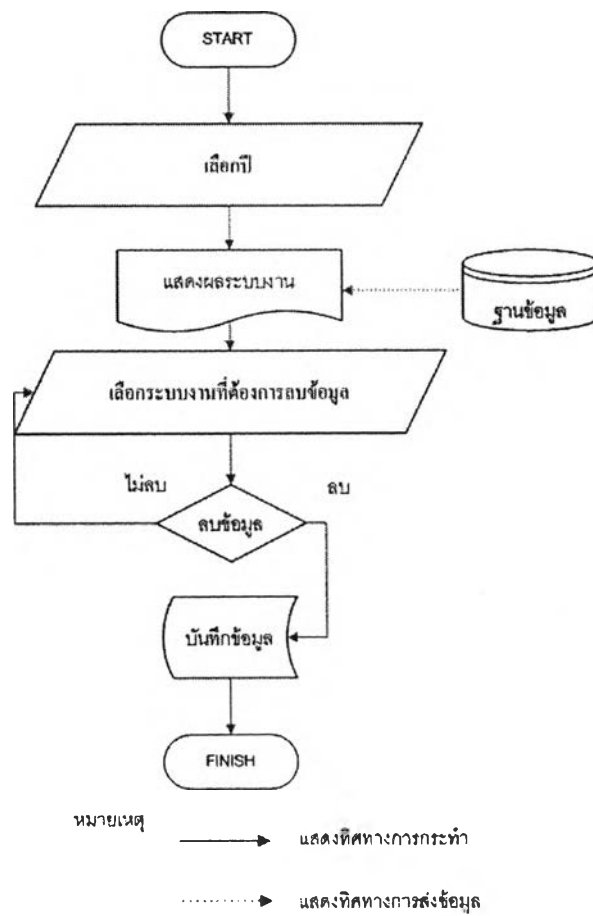 START
เลือกปี
แสดงผลระบบงาน
ฐานข้อมูล
เลือกระบบงานที่ต้องการลบข้อมูล
ไม่ลบ
ลบ
ลบข้อมูล
บันทึกข้อมูล
FINISH
หมายเหตุ
แสดงทิศทางการกระทำ
แสดงทิศทางการส่งข้อมูล